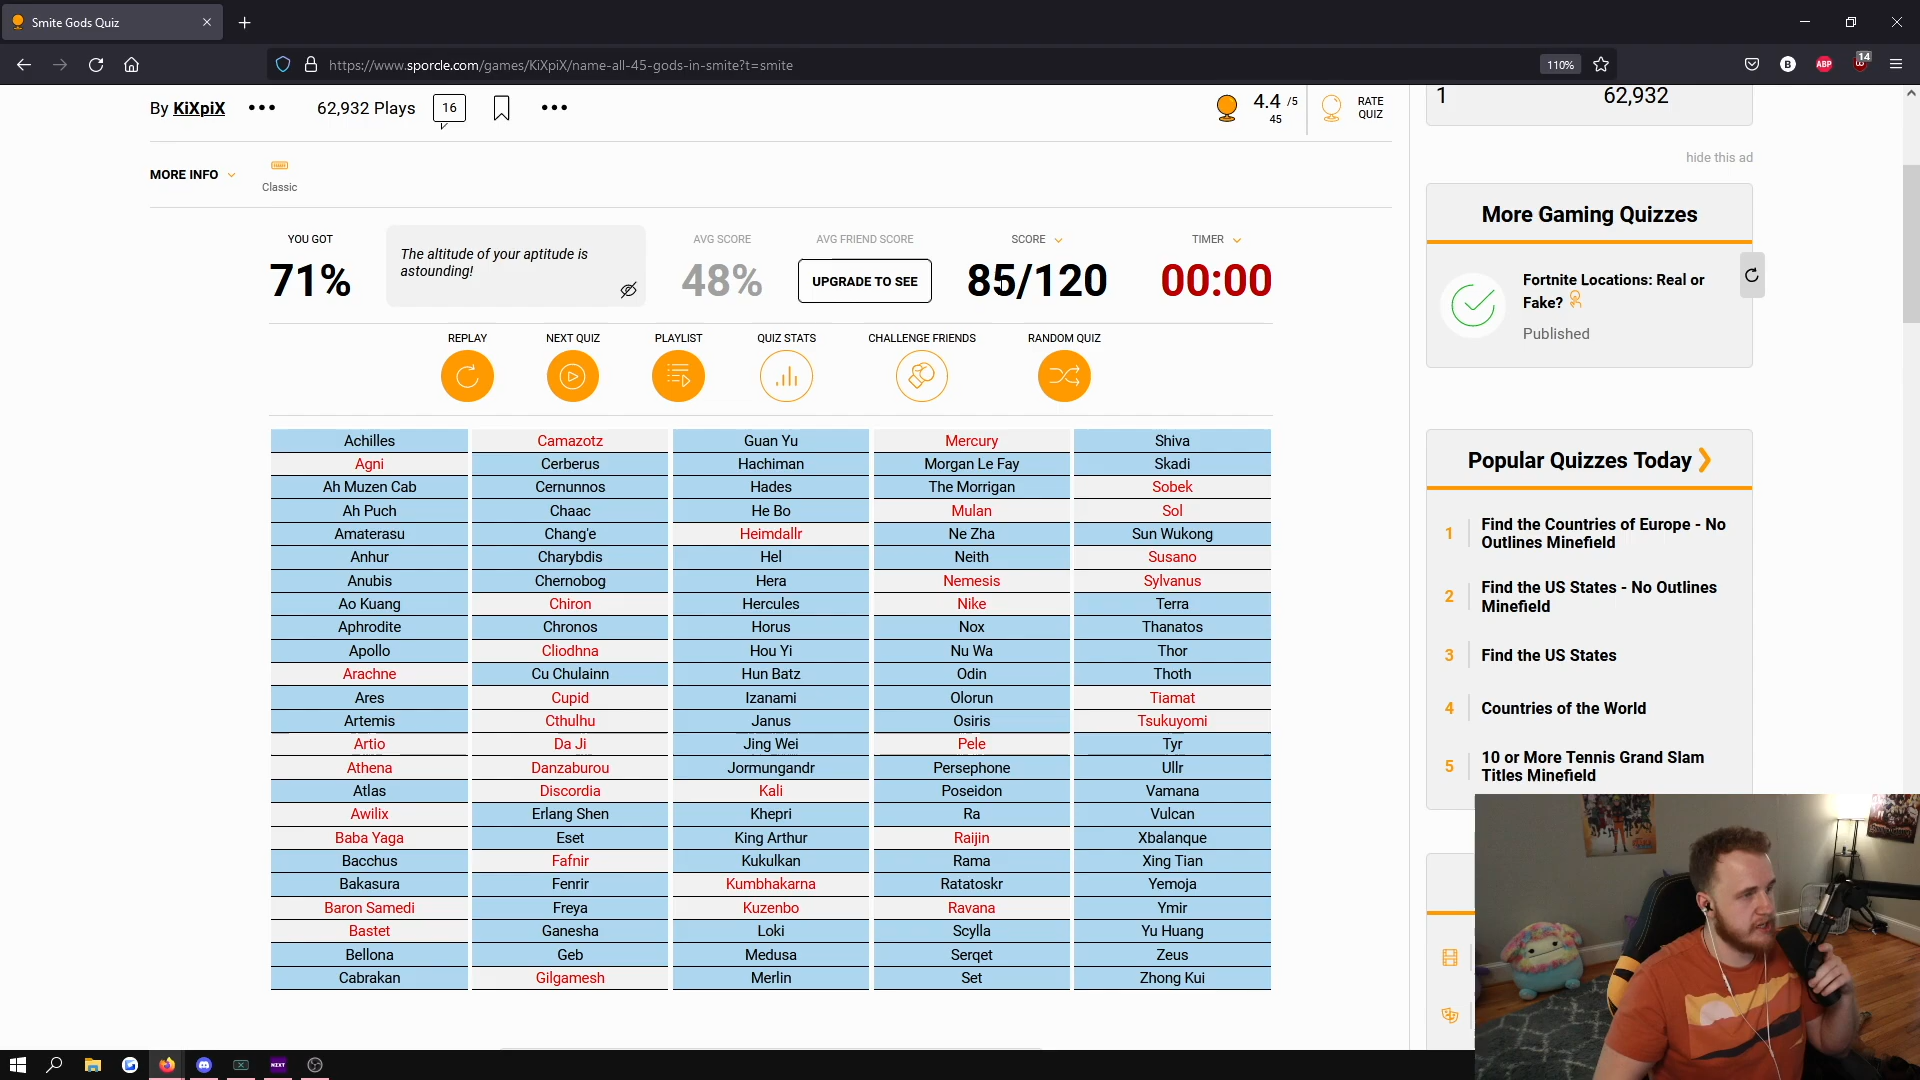 Smite Gods Quiz
https://www.sporcle.com/games/KiXpiX/name-all-45-gods-in-smite?t=smite
110%
B
ABP
14
By KiXpiX
62,932 Plays
16
4.4 /5
45
RATE
QUIZ
1
62,932
hide this ad
MORE INFO
Classic
YOU GOT
71%
The altitude of your aptitude is
astounding!
AVG SCORE
48%
AVG FRIEND SCORE
UPGRADE TO SEE
SCORE
85/120
TIMER
00:00
REPLAY
NEXT QUIZ
PLAYLIST
QUIZ STATS
CHALLENGE FRIENDS
RANDOM QUIZ
Achilles
Agni
Ah Muzen Cab
Ah Puch
Amaterasu
Anhur
Anubis
Ao Kuang
Aphrodite
Apollo
Arachne
Ares
Artemis
Artio
Athena
Atlas
Awilix
Baba Yaga
Bacchus
Bakasura
Baron Samedi
Bastet
Bellona
Cabrakan
Camazotz
Cerberus
Cernunnos
Chaac
Chang'e
Charybdis
Chernobog
Chiron
Chronos
Cliodhna
Cu Chulainn
Cupid
Cthulhu
Da Ji
Danzaburou
Discordia
Erlang Shen
Eset
Fafnir
Fenrir
Freya
Ganesha
Geb
Gilgamesh
Guan Yu
Hachiman
Hades
He Bo
Heimdallr
Hel
Hera
Hercules
Horus
Hou Yi
Hun Batz
Izanami
Janus
Jing Wei
Jormungandr
Kali
Khepri
King Arthur
Kukulkan
Kumbhakarna
Kuzenbo
Loki
Medusa
Merlin
Mercury
Morgan Le Fay
The Morrigan
Mulan
Ne Zha
Neith
Nemesis
Nike
Nox
Nu Wa
Odin
Olorun
Osiris
Pele
Persephone
Poseidon
Ra
Raijin
Rama
Ratatoskr
Ravana
Scylla
Serqet
Set
Shiva
Skadi
Sobek
Sol
Sun Wukong
Susano
Sylvanus
Terra
Thanatos
Thor
Thoth
Tiamat
Tsukuyomi
Tyr
Ullr
Vamana
Vulcan
Xbalanque
Xing Tian
Yemoja
Ymir
Yu Huang
Zeus
Zhong Kui
More Gaming Quizzes
Fortnite Locations: Real or
Fake?
Published
Popular Quizzes Today
1 Find the Countries of Europe - No
Outlines Minefield
2 Find the US States - No Outlines
Minefield
3 Find the US States
4 Countries of the World
5 10 or More Tennis Grand Slam
Titles Minefield
NZXT